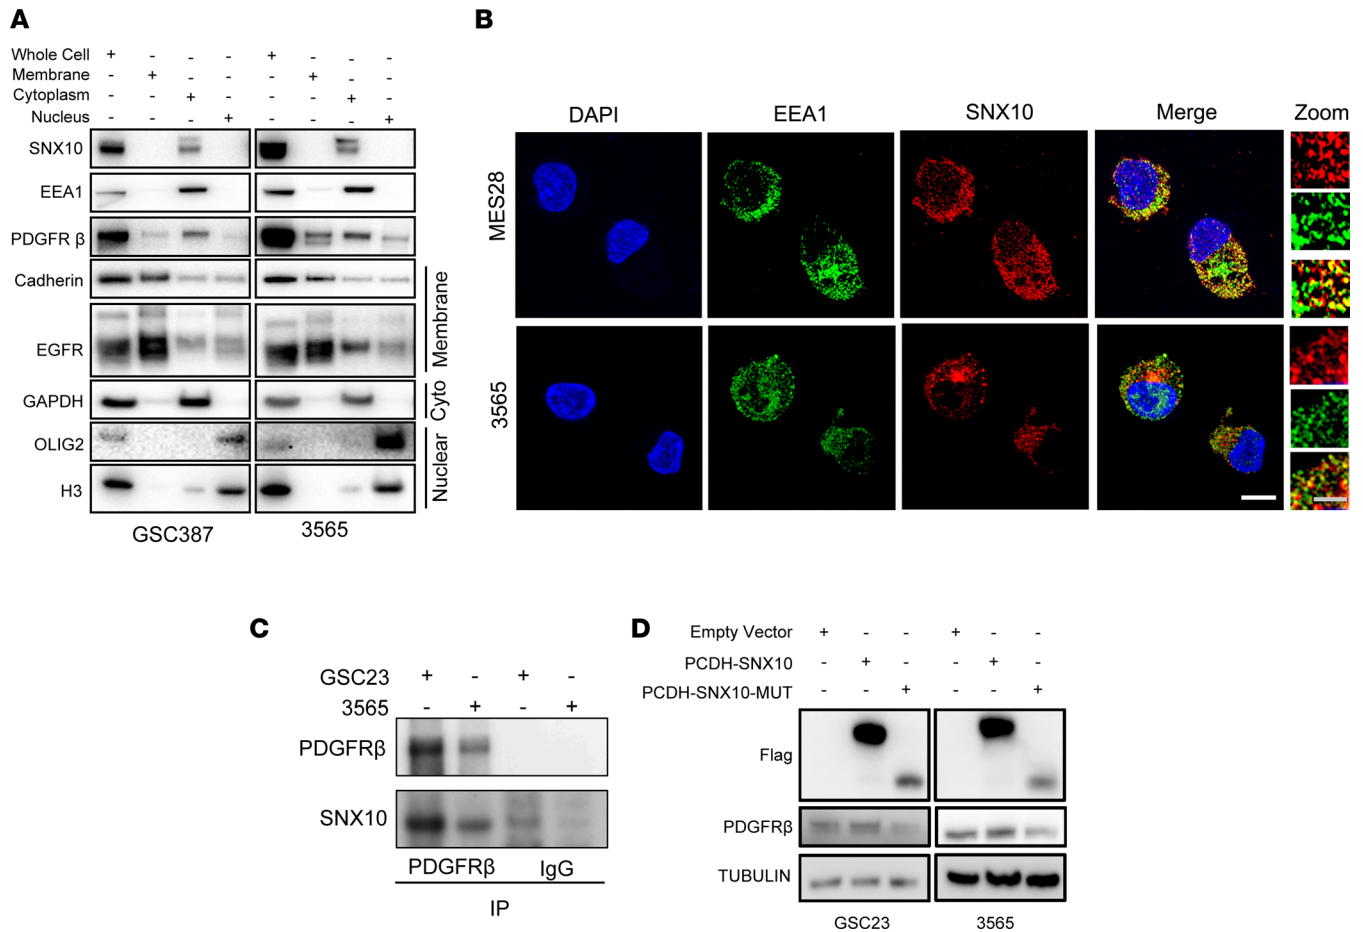 A
Whole Cell + - - - + - - -
Membrane - + - - - + - -
Cytoplasm - - + - - - + -
Nucleus - - - + - - - +
SNX10
EEA1
PDGFR β
Cadherin
EGFR
GAPDH
OLIG2
H3
Membrane
Cyto
Nuclear
GSC387 3565
B
DAPI EEA1 SNX10 Merge Zoom
MES28
3565
C
GSC23 + - + -
3565 - + - +
PDGFRβ
SNX10
PDGFRβ IgG
IP
D
Empty Vector + - - + - -
PCDH-SNX10 - + - - + -
PCDH-SNX10-MUT - - + - - +
Flag
PDGFRβ
TUBULIN
GSC23 3565